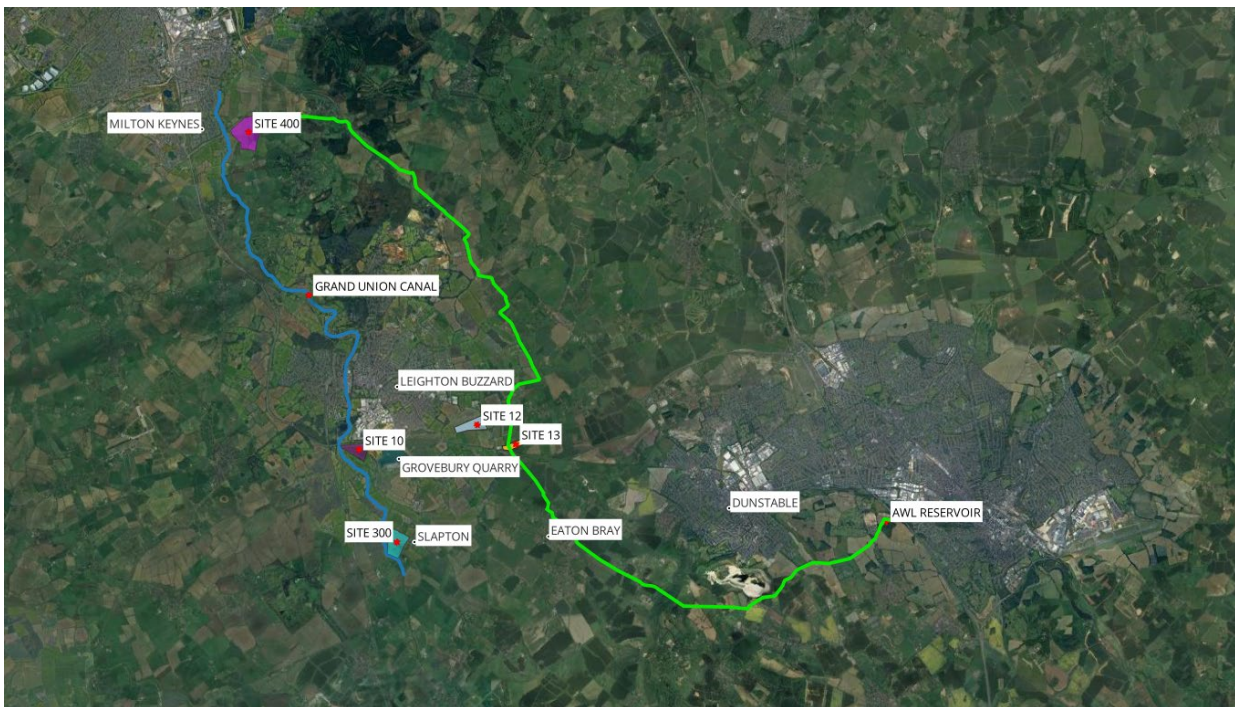 MILTON KEYNES
SITE 400
GRAND UNION CANAL
LEIGHTON BUZZARD
SITE 12
SITE 13
SITE 10
GROVEBURY QUARRY
DUNSTABLE
AWL RESERVOIR
SITE 300
SLAPTON
EATON BRAY